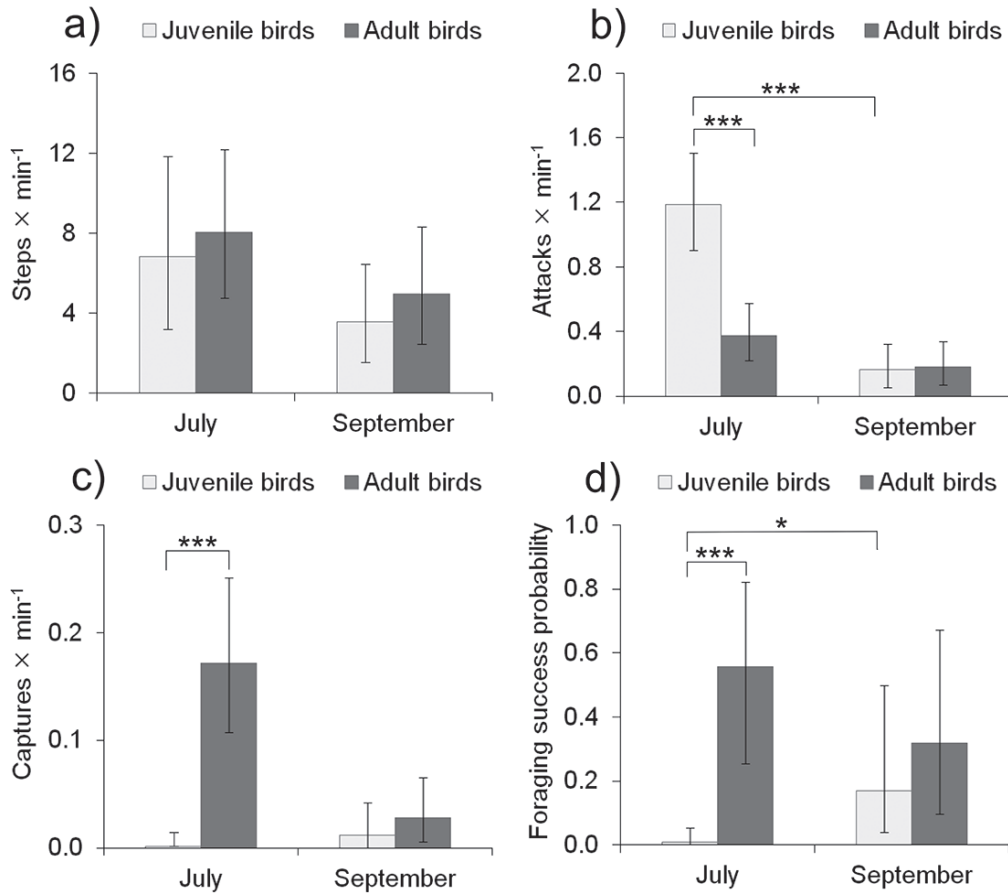 a)
Juvenile birds Adult birds
16
12
8
4
0
Steps × min⁻¹
July September
b)
Juvenile birds Adult birds
2.0
1.6
1.2
0.8
0.4
0.0
Attacks × min⁻¹
***
***
July September
c)
Juvenile birds Adult birds
0.3
0.2
0.1
0.0
Captures × min⁻¹
***
July September
d)
Juvenile birds Adult birds
1.0
0.8
0.6
0.4
0.2
0.0
Foraging success probability
*
***
July September